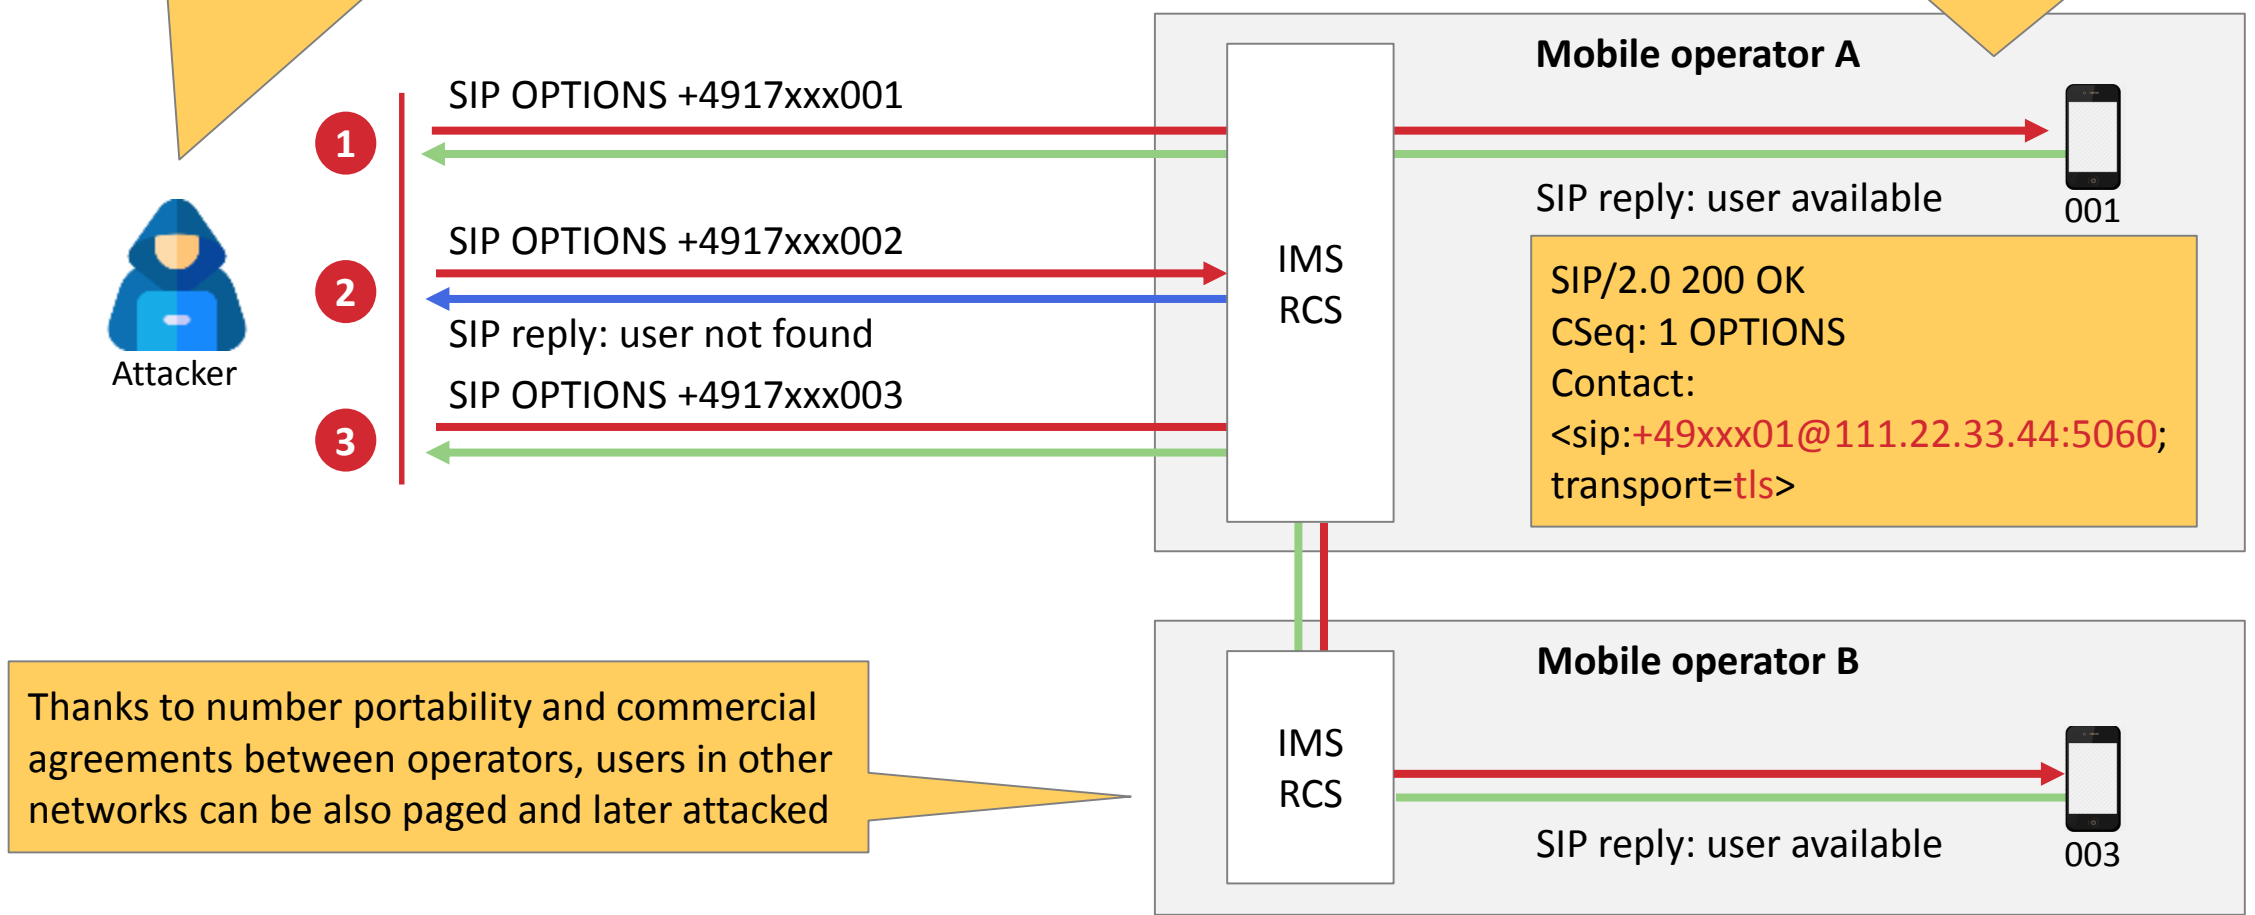 Mobile operator A
SIP OPTIONS +4917xxx001
1
SIP reply: user available
001
SIP OPTIONS +4917xxx002
2
SIP reply: user not found
Attacker
SIP OPTIONS +4917xxx003
3
IMS
RCS
SIP/2.0 200 OK
CSeq: 1 OPTIONS
Contact:
<sip:+49xxx01@111.22.33.44:5060;
transport=tls>
Mobile operator B
Thanks to number portability and commercial
agreements between operators, users in other
networks can be also paged and later attacked
IMS
RCS
SIP reply: user available
003